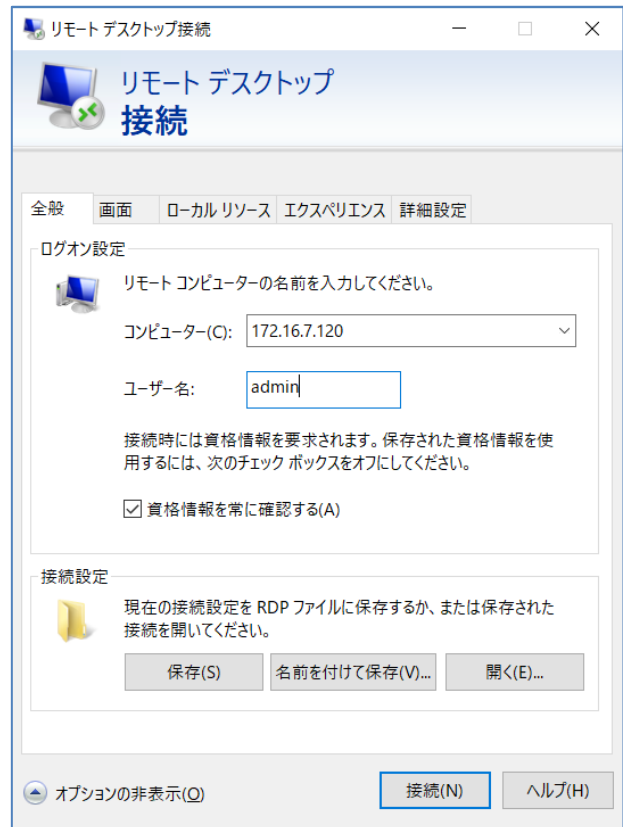 リモート デスクトップ接続
リモート デスクトップ
接続
全般 画面 ローカル リソース エクスペリエンス 詳細設定
ログオン設定
リモート コンピューターの名前を入力してください。
コンピューター(C): 172.16.7.120
ユーザー名: admin
接続時には資格情報を要求されます。保存された資格情報を使
用するには、次のチェック ボックスをオフにしてください。
資格情報を常に確認する(A)
接続設定
現在の接続設定を RDP ファイルに保存するか、または保存された
接続を開いてください。
保存(S) 名前を付けて保存(V)... 開く(E)...
オプションの非表示(O) 接続(N) ヘルプ(H)